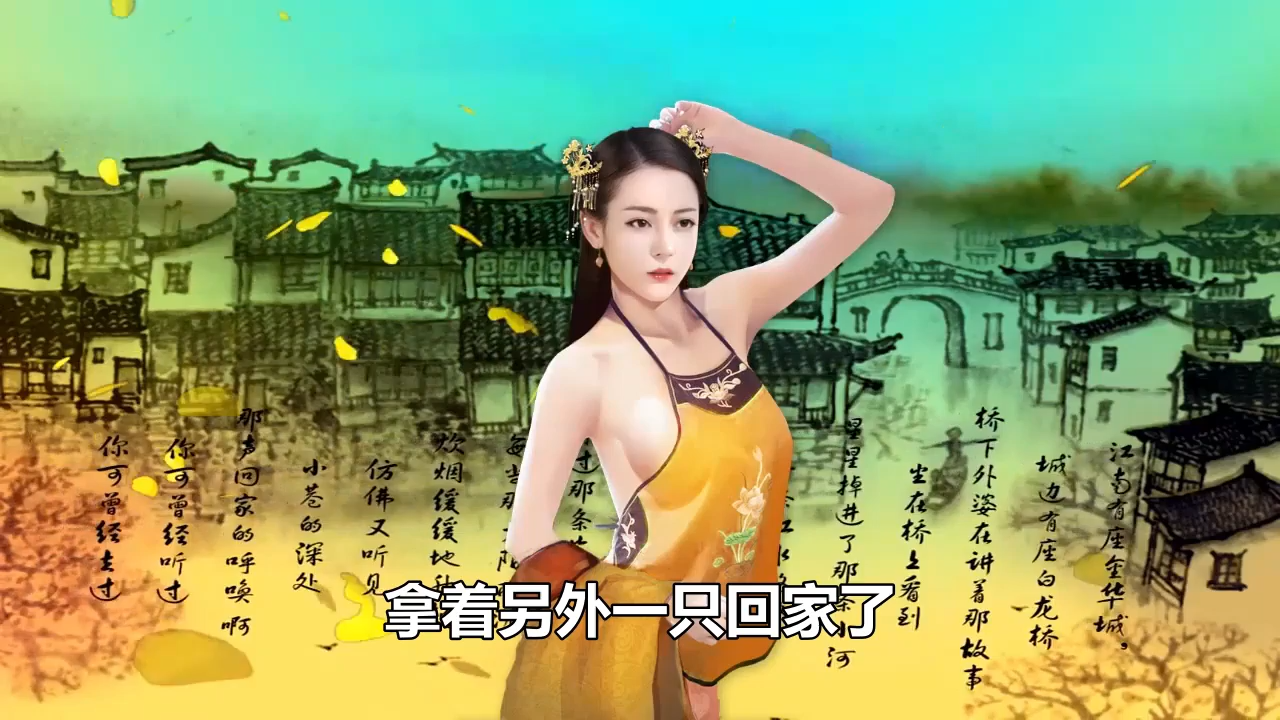 江南有座金华城。
城边有座白龙桥
桥下外婆在讲着那故事
坐在桥上看到
星星掉进了那条小河
每当那
炊烟缓缓地
仿佛又听见
小巷的深处
那声回家的呼唤啊
你可曾经听过
你可曾经去过
拿着另外一只回家了